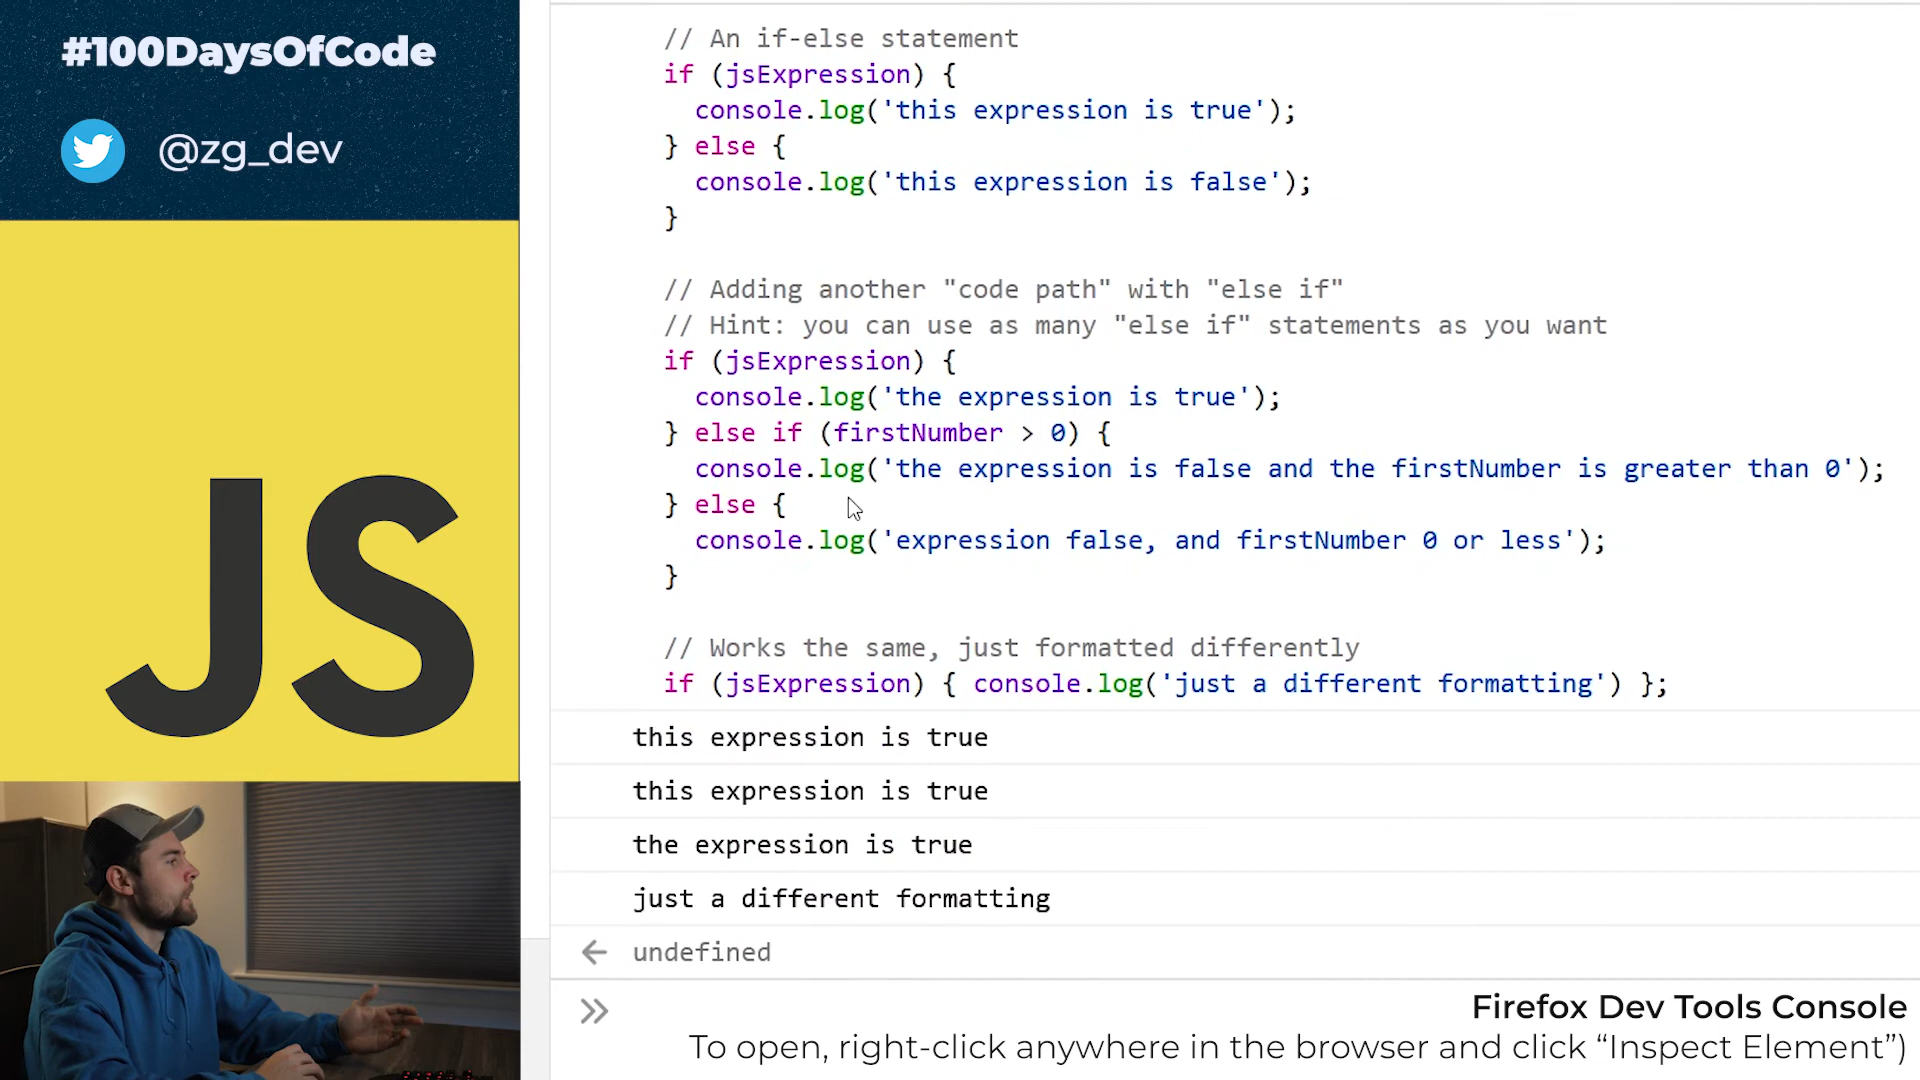 #100DaysOfCode
@zg_dev
JS
// An if-else statement
if (jsExpression) {
console.log('this expression is true');
} else {
console.log('this expression is false');
}
// Adding another "code path" with "else if"
// Hint: you can use as many "else if" statements as you want
if (jsExpression) {
console.log('the expression is true');
} else if (firstNumber > 0) {
console.log('the expression is false and the firstNumber is greater than 0');
} else {
console.log('expression false, and firstNumber 0 or less');
}
// Works the same, just formatted differently
if (jsExpression) { console.log('just a different formatting') };
this expression is true
this expression is true
the expression is true
just a different formatting
undefined
Firefox Dev Tools Console
To open, right-click anywhere in the browser and click “Inspect Element”)